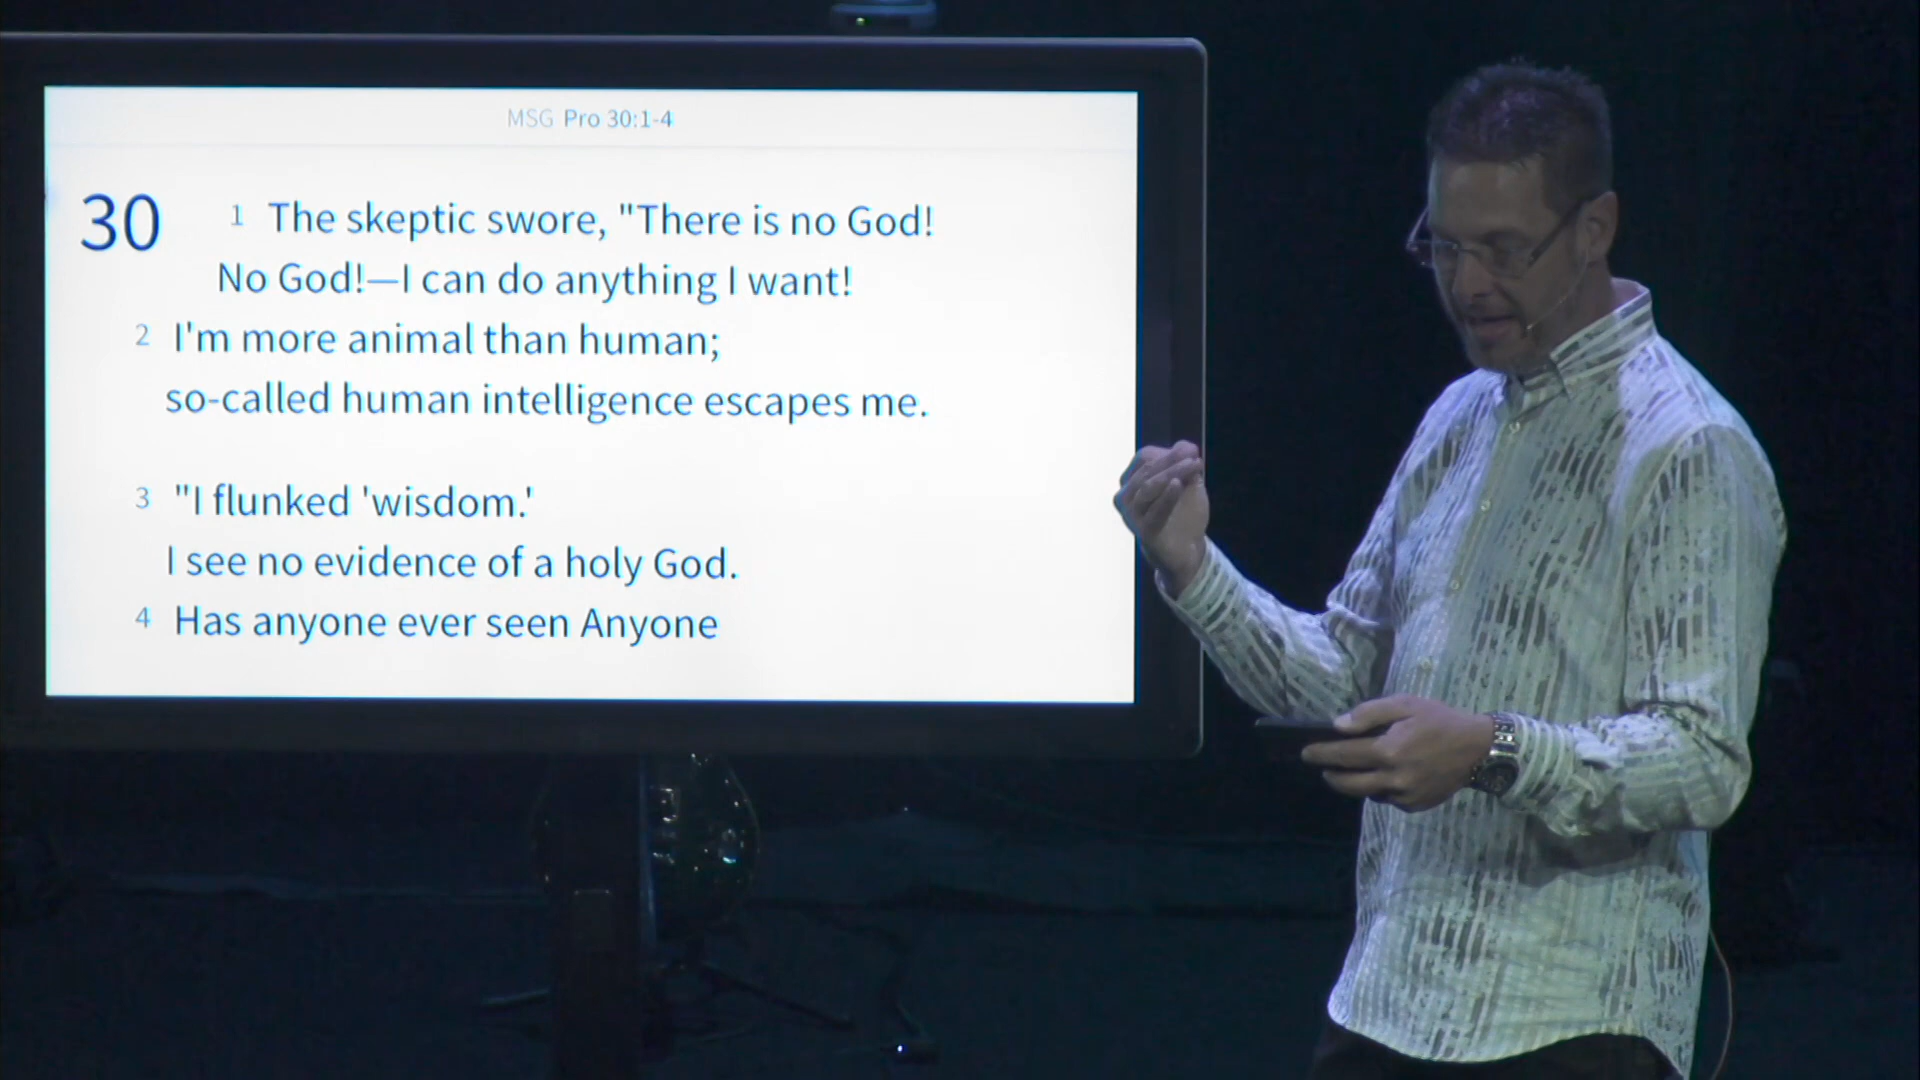 MSG Pro 30:1-4
30 1 The skeptic swore, "There is no God!
No God!—I can do anything I want!
2 I'm more animal than human;
so-called human intelligence escapes me.
3 "I flunked 'wisdom.'
I see no evidence of a holy God.
4 Has anyone ever seen Anyone